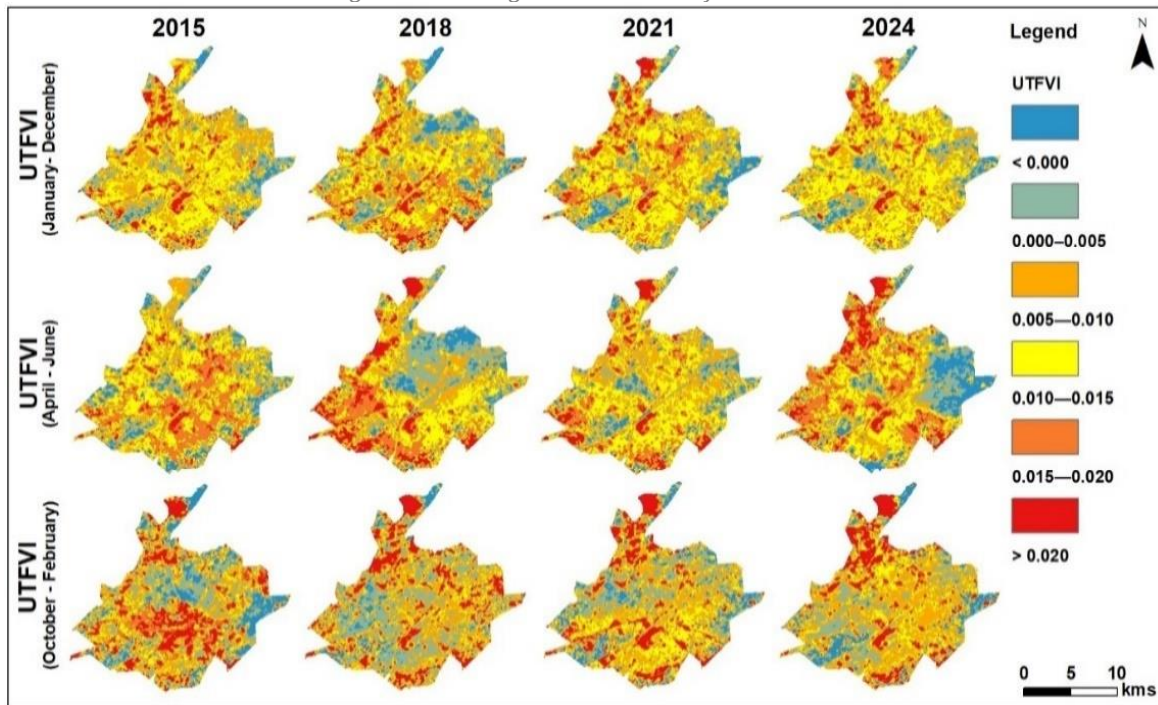 2015 2018 2021 2024
Legend
N
UTFVI
(January- December)
UTFVI
< 0.000
0.000–0.005
0.005—0.010
UTFVI
(April - June)
0.010—0.015
0.015—0.020
UTFVI
(October - February)
> 0.020
0 5 10
kms